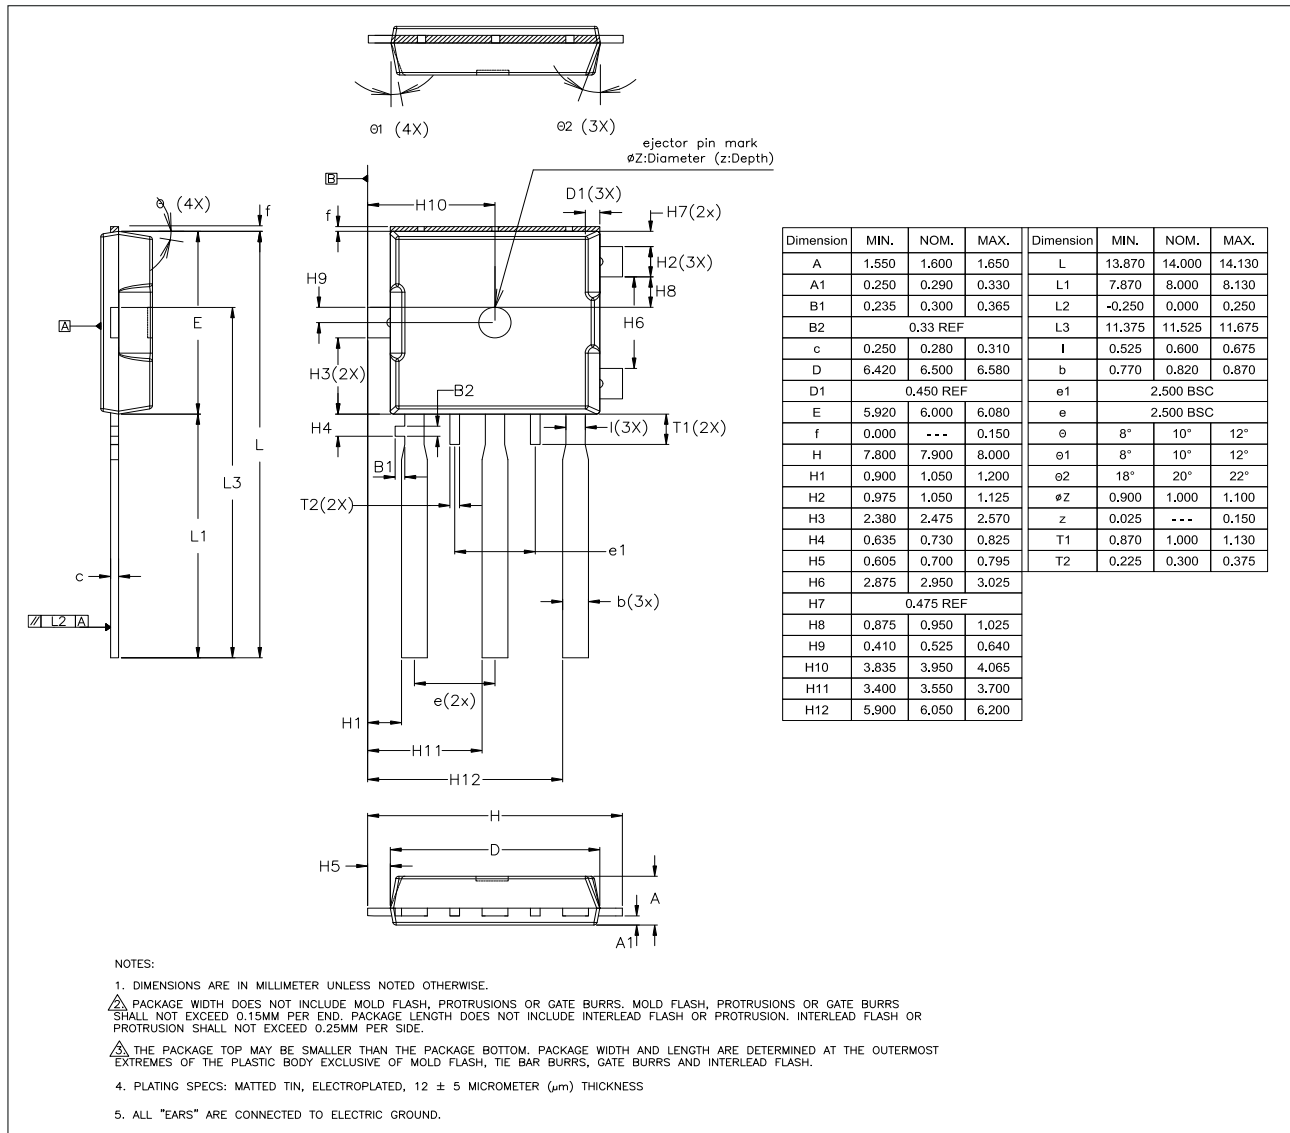 θ1 (4X)
θ2 (3X)
ejector pin mark
ØZ:Diameter (z:Depth)
B
θ (4X)
f
f
H10
D1(3X)
H7(2x)
H2(3X)
H9
H8
H6
A
E
H3(2X)
B2
H4
l(3X)
T1(2X)
B1
T2(2X)
L
L3
L1
e1
c
b(3x)
// L2 A
e(2x)
H1
H11
H12
H
D
H5
A
A1
Dimension MIN. NOM. MAX. Dimension MIN. NOM. MAX.
A 1.550 1.600 1.650 L 13.870 14.000 14.130
A1 0.250 0.290 0.330 L1 7.870 8.000 8.130
B1 0.235 0.300 0.365 L2 -0.250 0.000 0.250
B2 0.33 REF L3 11.375 11.525 11.675
c 0.250 0.280 0.310 l 0.525 0.600 0.675
D 6.420 6.500 6.580 b 0.770 0.820 0.870
D1 0.450 REF e1 2.500 BSC
E 5.920 6.000 6.080 e 2.500 BSC
f 0.000 --- 0.150 θ 8° 10° 12°
H 7.800 7.900 8.000 θ1 8° 10° 12°
H1 0.900 1.050 1.200 θ2 18° 20° 22°
H2 0.975 1.050 1.125 øZ 0.900 1.000 1.100
H3 2.380 2.475 2.570 z 0.025 --- 0.150
H4 0.635 0.730 0.825 T1 0.870 1.000 1.130
H5 0.605 0.700 0.795 T2 0.225 0.300 0.375
H6 2.875 2.950 3.025
H7 0.475 REF
H8 0.875 0.950 1.025
H9 0.410 0.525 0.640
H10 3.835 3.950 4.065
H11 3.400 3.550 3.700
H12 5.900 6.050 6.200
NOTES:
1. DIMENSIONS ARE IN MILLIMETER UNLESS NOTED OTHERWISE.
2. PACKAGE WIDTH DOES NOT INCLUDE MOLD FLASH, PROTRUSIONS OR GATE BURRS. MOLD FLASH, PROTRUSIONS OR GATE BURRS
SHALL NOT EXCEED 0.15MM PER END. PACKAGE LENGTH DOES NOT INCLUDE INTERLEAD FLASH OR PROTRUSION. INTERLEAD FLASH OR
PROTRUSION SHALL NOT EXCEED 0.25MM PER SIDE.
3. THE PACKAGE TOP MAY BE SMALLER THAN THE PACKAGE BOTTOM. PACKAGE WIDTH AND LENGTH ARE DETERMINED AT THE OUTERMOST
EXTREMES OF THE PLASTIC BODY EXCLUSIVE OF MOLD FLASH, TIE BAR BURRS, GATE BURRS AND INTERLEAD FLASH.
4. PLATING SPECS: MATTED TIN, ELECTROPLATED, 12 ± 5 MICROMETER (μm) THICKNESS
5. ALL "EARS" ARE CONNECTED TO ELECTRIC GROUND.